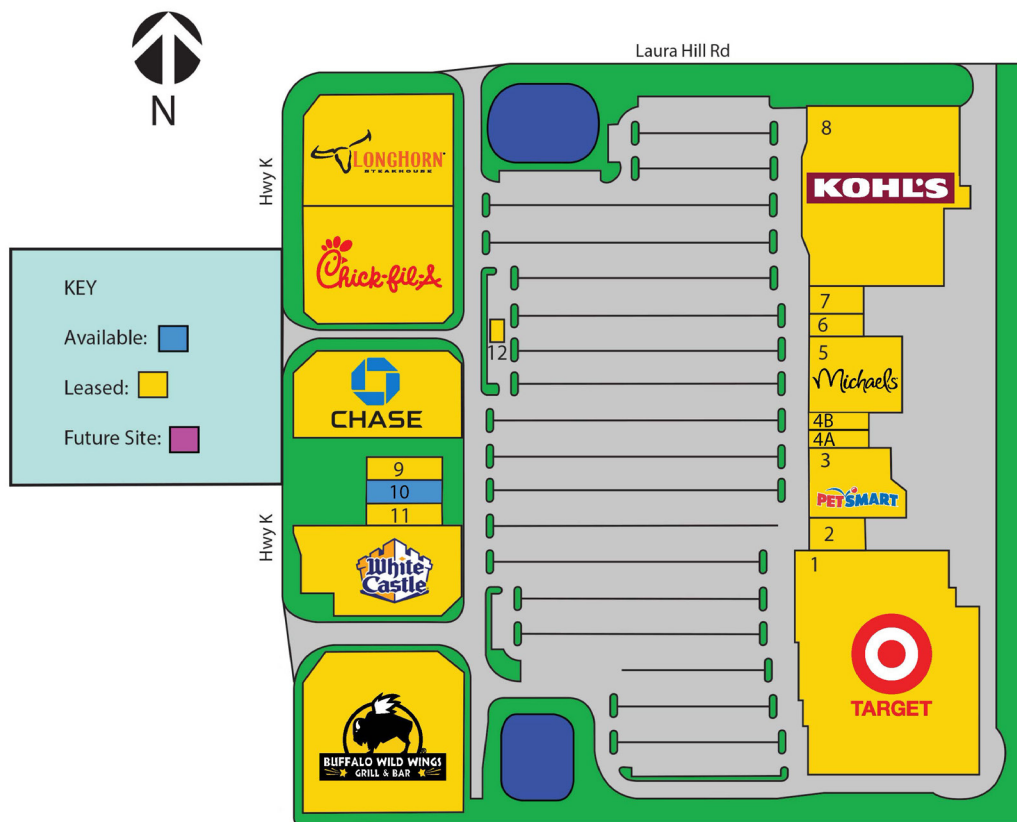 N
Laura Hill Rd
Hwy K
LONGHORN
STEAKHOUSE
Chick-fil-A
KEY
Available:
Leased:
Future Site:
CHASE
9
10
11
Hwy K
White
Castle
BUFFALO WILD WINGS
GRILL & BAR
12
8
KOHL'S
7
6
5
Michaels
4B
4A
3
PETSMART
2
1
TARGET